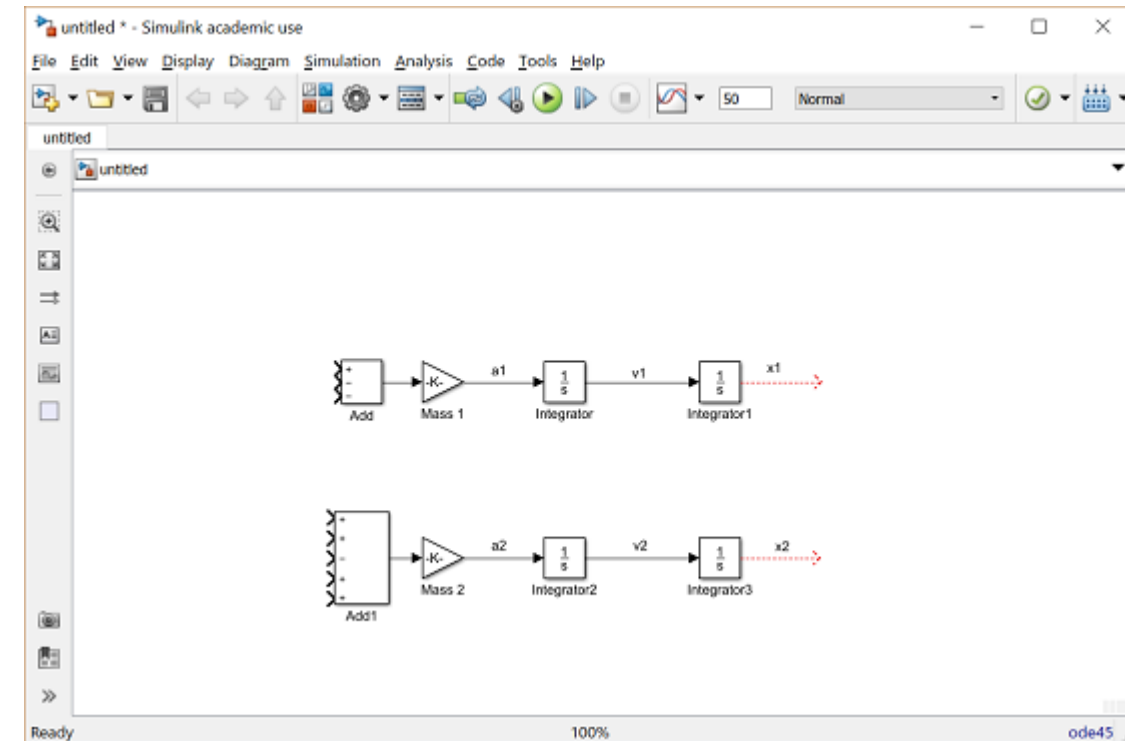 untitled * - Simulink academic use
File Edit View Display Diagram Simulation Analysis Code Tools Help
50 Normal
untitled
untitled
x1
a1 v1
+
-
-
-K-
1
s
1
s
Add Mass 1 Integrator Integrator1
a2 v2 x2
+
+
-
+
-K-
1
s
1
s
Mass 2 Integrator2 Integrator3
Add1
Ready 100% ode45